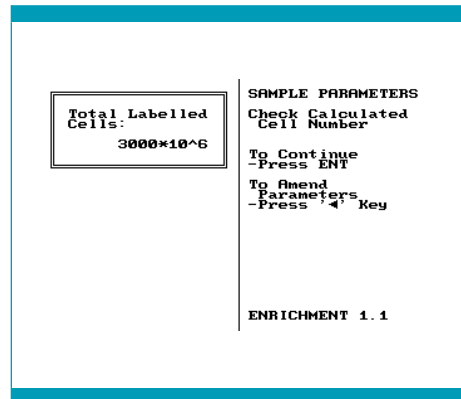 Total Labelled
Cells:
3000*10^6
SAMPLE PARAMETERS
Check Calculated
Cell Number
To Continue
-Press ENT
To Amend
Parameters
-Press '◄' Key
ENRICHMENT 1.1